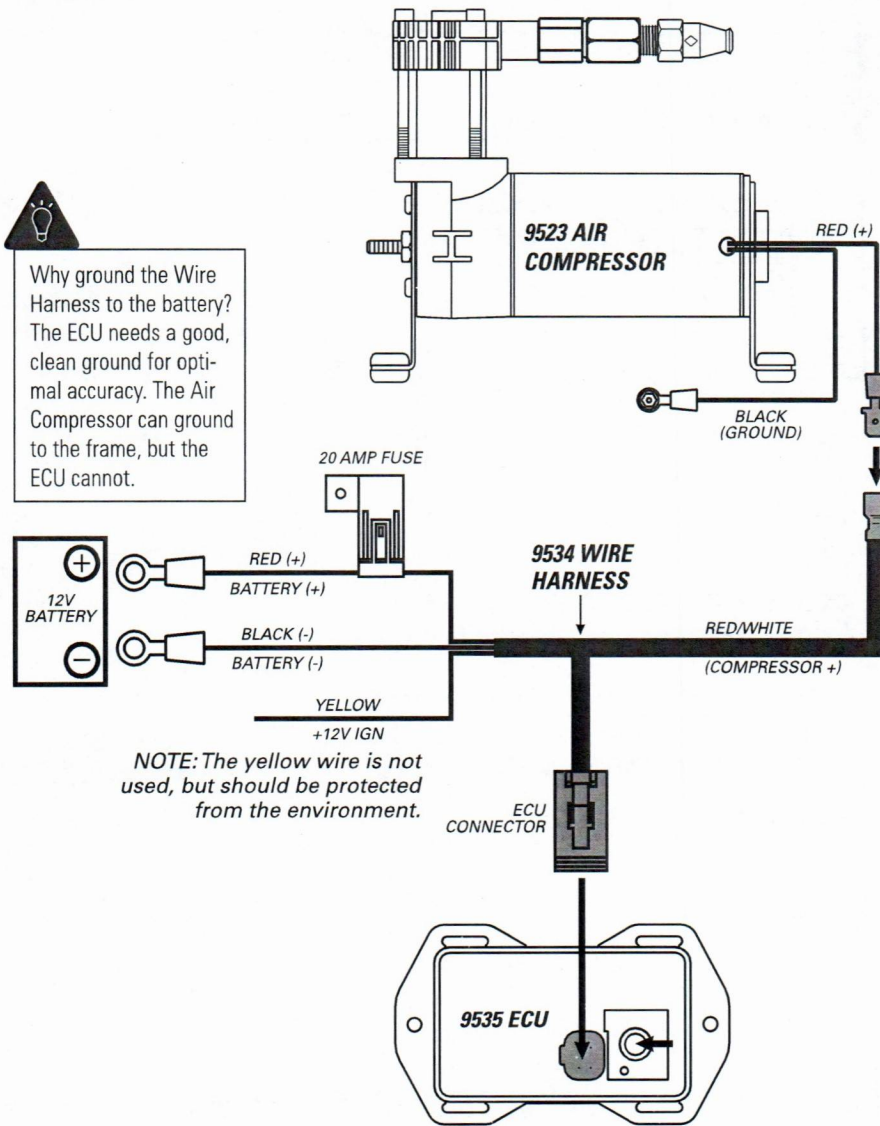 9523 AIR
COMPRESSOR
RED (+)
BLACK
(GROUND)
Why ground the Wire
Harness to the battery?
The ECU needs a good,
clean ground for opti-
mal accuracy. The Air
Compressor can ground
to the frame, but the
ECU cannot.
20 AMP FUSE
12V
BATTERY
+
−
RED (+)
BATTERY (+)
BLACK (-)
BATTERY (-)
YELLOW
+12V IGN
9534 WIRE
HARNESS
RED/WHITE
(COMPRESSOR +)
NOTE: The yellow wire is not
used, but should be protected
from the environment.
ECU
CONNECTOR
9535 ECU